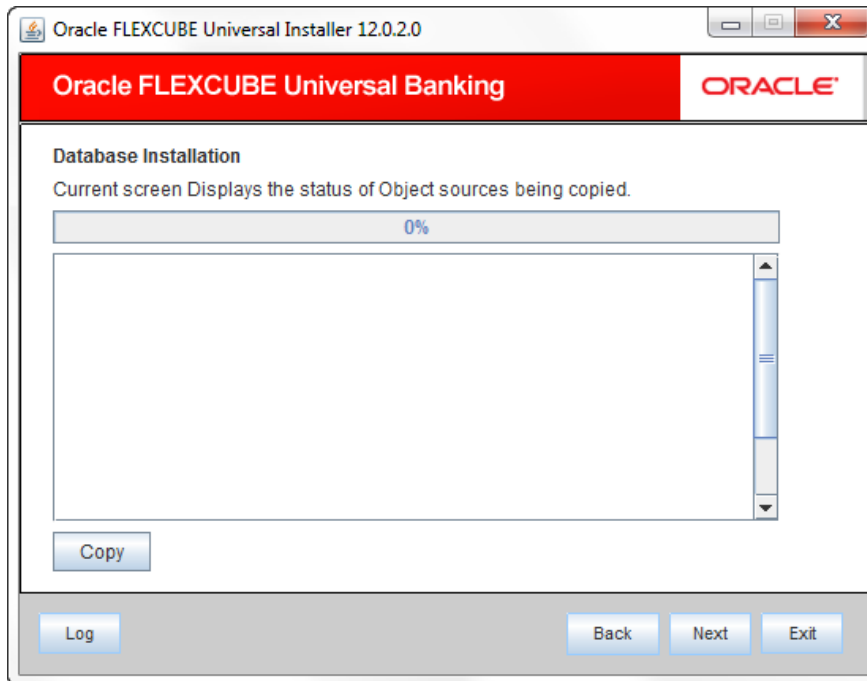 Oracle FLEXCUBE Universal Installer 12.0.2.0
Oracle FLEXCUBE Universal Banking
ORACLE
Database Installation
Current screen Displays the status of Object sources being copied.
0%
Copy
Log
Back
Next
Exit